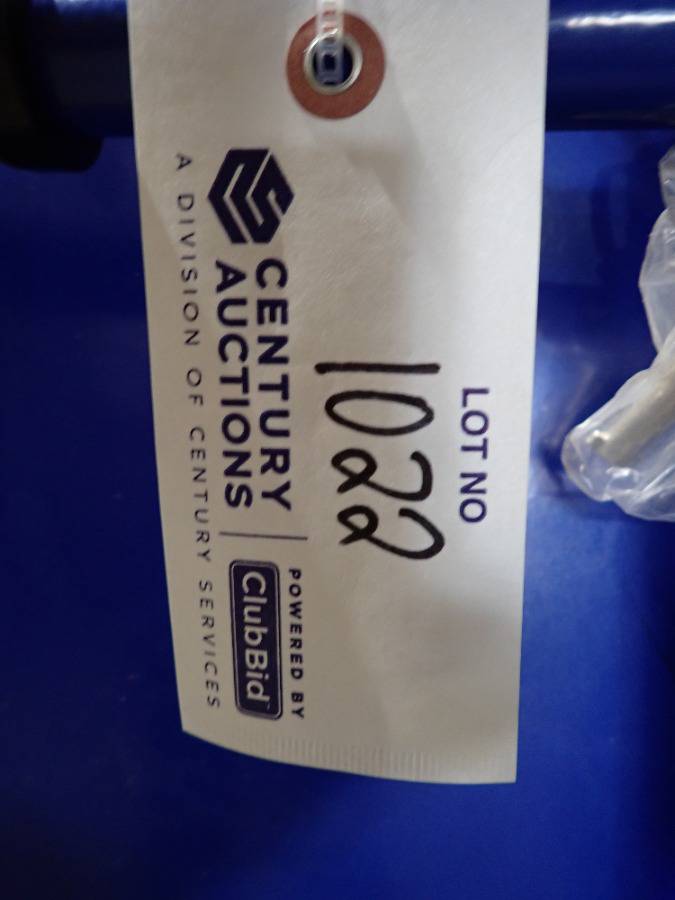 LOT NO
1022
CENTURY
AUCTIONS
POWERED BY
ClubBid
A DIVISION OF CENTURY SERVICES